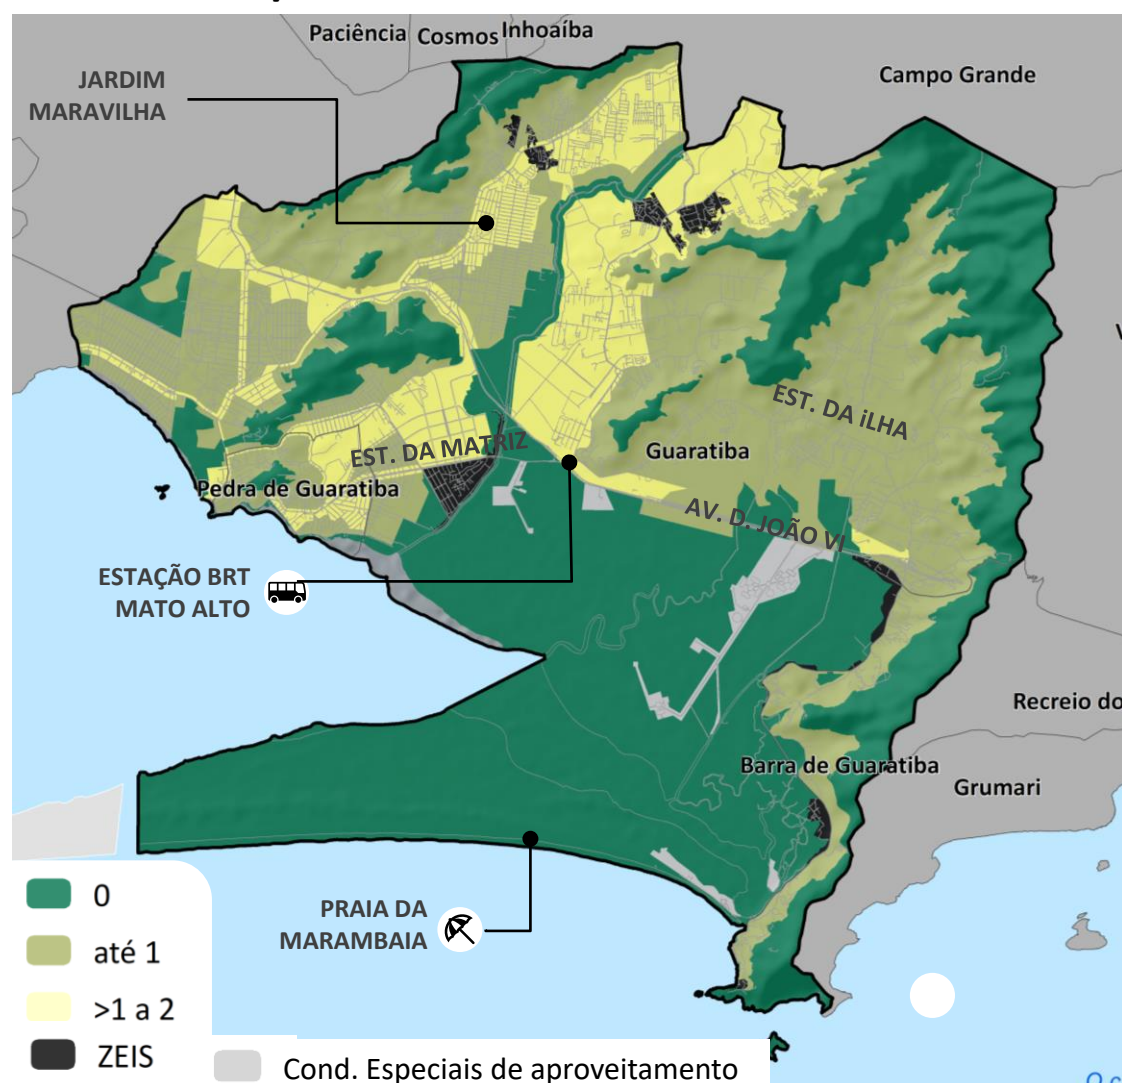 Paciência
Cosmos
Inhoaíba
Campo Grande
JARDIM
MARAVILHA
EST. DA iLHA
Guaratiba
EST. DA MATRIZ
Pedra de Guaratiba
AV. D. JOÃO VI
ESTAÇÃO BRT
MATO ALTO
Recreio do
Barra de Guaratiba
Grumari
PRAIA DA
MARAMBAIA
0
até 1
>1 a 2
ZEIS
Cond. Especiais de aproveitamento